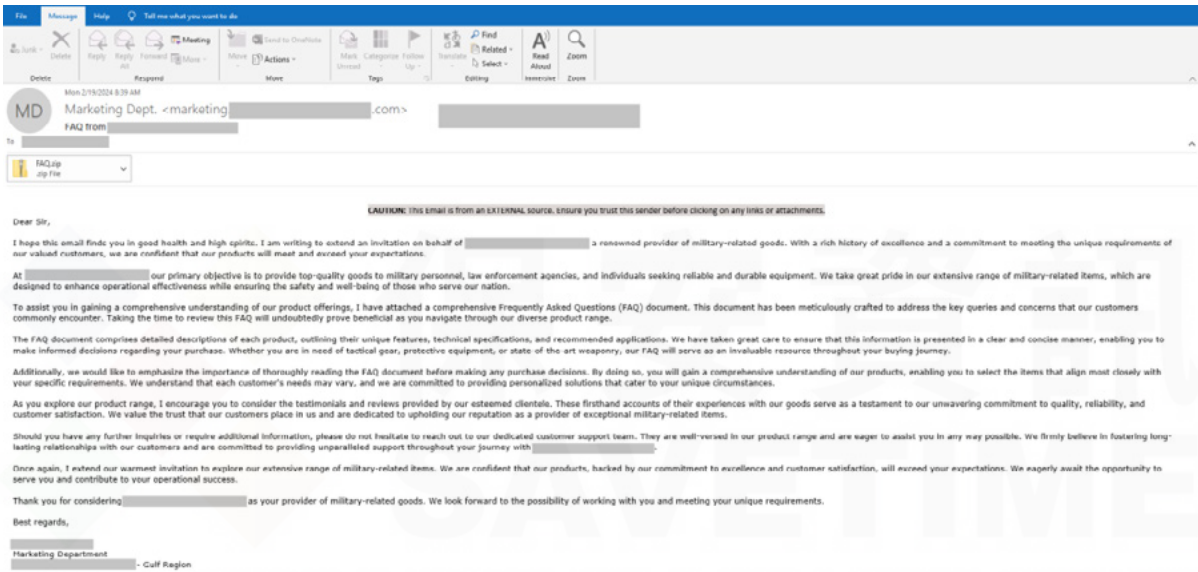 File Message Help Tell me what you want to do
Junk Delete Reply Reply All Forward Meeting More Move Send to OneNote Actions Mark Unread Categorize Follow Up Translate Find Related Select Read Aloud Zoom
Delete Respond Move Tags Editing Immersive Zoom
Mon 2/19/2024 8:39 AM
MD
Marketing Dept. <marketing .com>
FAQ from
To
FAQ.zip
.zip File
CAUTION: This Email is from an EXTERNAL source. Ensure you trust this sender before clicking on any links or attachments.
Dear Sir,
I hope this email finds you in good health and high spirits. I am writing to extend an invitation on behalf of a renowned provider of military-related goods. With a rich history of excellence and a commitment to meeting the unique requirements of
our valued customers, we are confident that our products will meet and exceed your expectations.
At our primary objective is to provide top-quality goods to military personnel, law enforcement agencies, and individuals seeking reliable and durable equipment. We take great pride in our extensive range of military-related items, which are
designed to enhance operational effectiveness while ensuring the safety and well-being of those who serve our nation.
To assist you in gaining a comprehensive understanding of our product offerings, I have attached a comprehensive Frequently Asked Questions (FAQ) document. This document has been meticulously crafted to address the key queries and concerns that our customers
commonly encounter. Taking the time to review this FAQ will undoubtedly prove beneficial as you navigate through our diverse product range.
The FAQ document comprises detailed descriptions of each product, outlining their unique features, technical specifications, and recommended applications. We have taken great care to ensure that this information is presented in a clear and concise manner, enabling you to
make informed decisions regarding your purchase. Whether you are in need of tactical gear, protective equipment, or state of the art weaponry, our FAQ will serve as an invaluable resource throughout your buying journey.
Additionally, we would like to emphasize the importance of thoroughly reading the FAQ document before making any purchase decisions. By doing so, you will gain a comprehensive understanding of our products, enabling you to select the items that align most closely with
your specific requirements. We understand that each customer's needs may vary, and we are committed to providing personalized solutions that cater to your unique circumstances.
As you explore our product range, I encourage you to consider the testimonials and reviews provided by our esteemed clientele. These firsthand accounts of their experiences with our goods serve as a testament to our unwavering commitment to quality, reliability, and
customer satisfaction. We value the trust that our customers place in us and are dedicated to upholding our reputation as a provider of exceptional military-related items.
Should you have any further inquiries or require additional information, please do not hesitate to reach out to our dedicated customer support team. They are well-versed in our product range and are eager to assist you in any way possible. We firmly believe in fostering long-
lasting relationships with our customers and are committed to providing unparalleled support throughout your journey with .
Once again, I extend our warmest invitation to explore our extensive range of military-related items. We are confident that our products, backed by our commitment to excellence and customer satisfaction, will exceed your expectations. We eagerly await the opportunity to
serve you and contribute to your operational success.
Thank you for considering as your provider of military-related goods. We look forward to the possibility of working with you and meeting your unique requirements.
Best regards,
Marketing Department
- Gulf Region